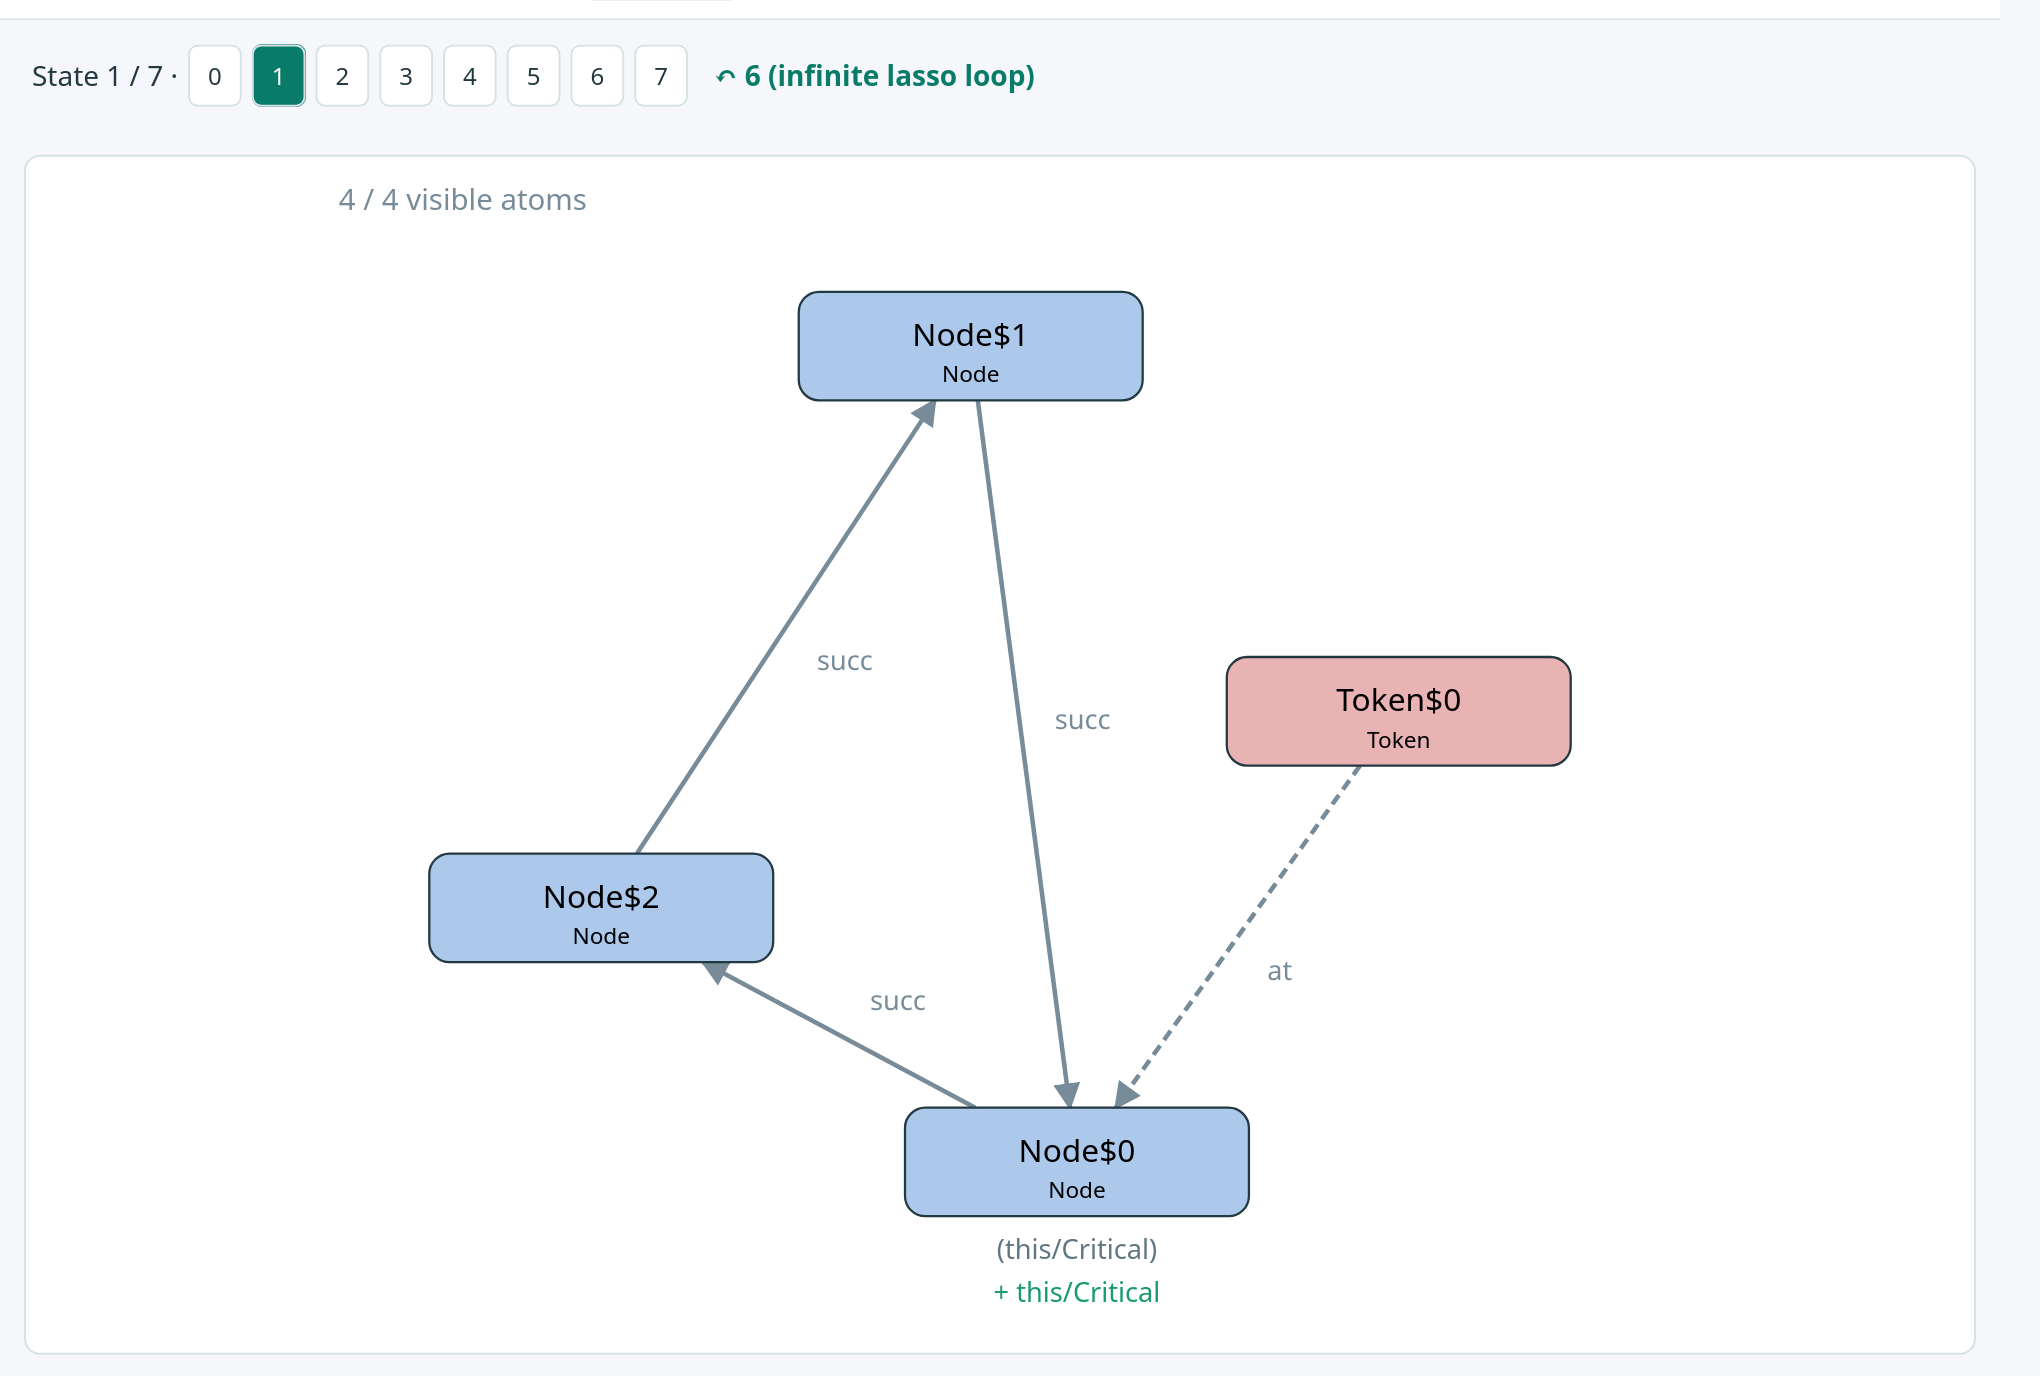 State 1 / 7 · 0 1 2 3 4 5 6 7 ↶ 6 (infinite lasso loop)
4 / 4 visible atoms
Node$1
Node
succ
succ
Token$0
Token
Node$2
Node
at
succ
Node$0
Node
(this/Critical)
+ this/Critical